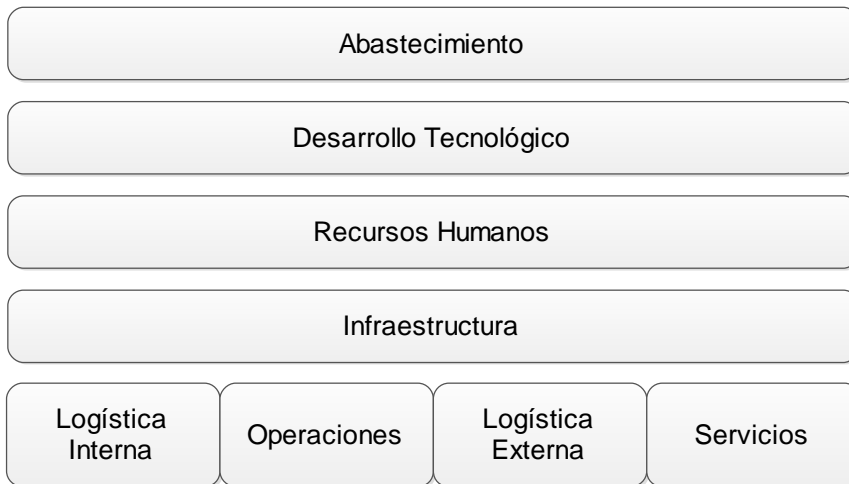 Abastecimiento
Desarrollo Tecnológico
Recursos Humanos
Infraestructura
Logística
Interna
Operaciones
Logística
Externa
Servicios